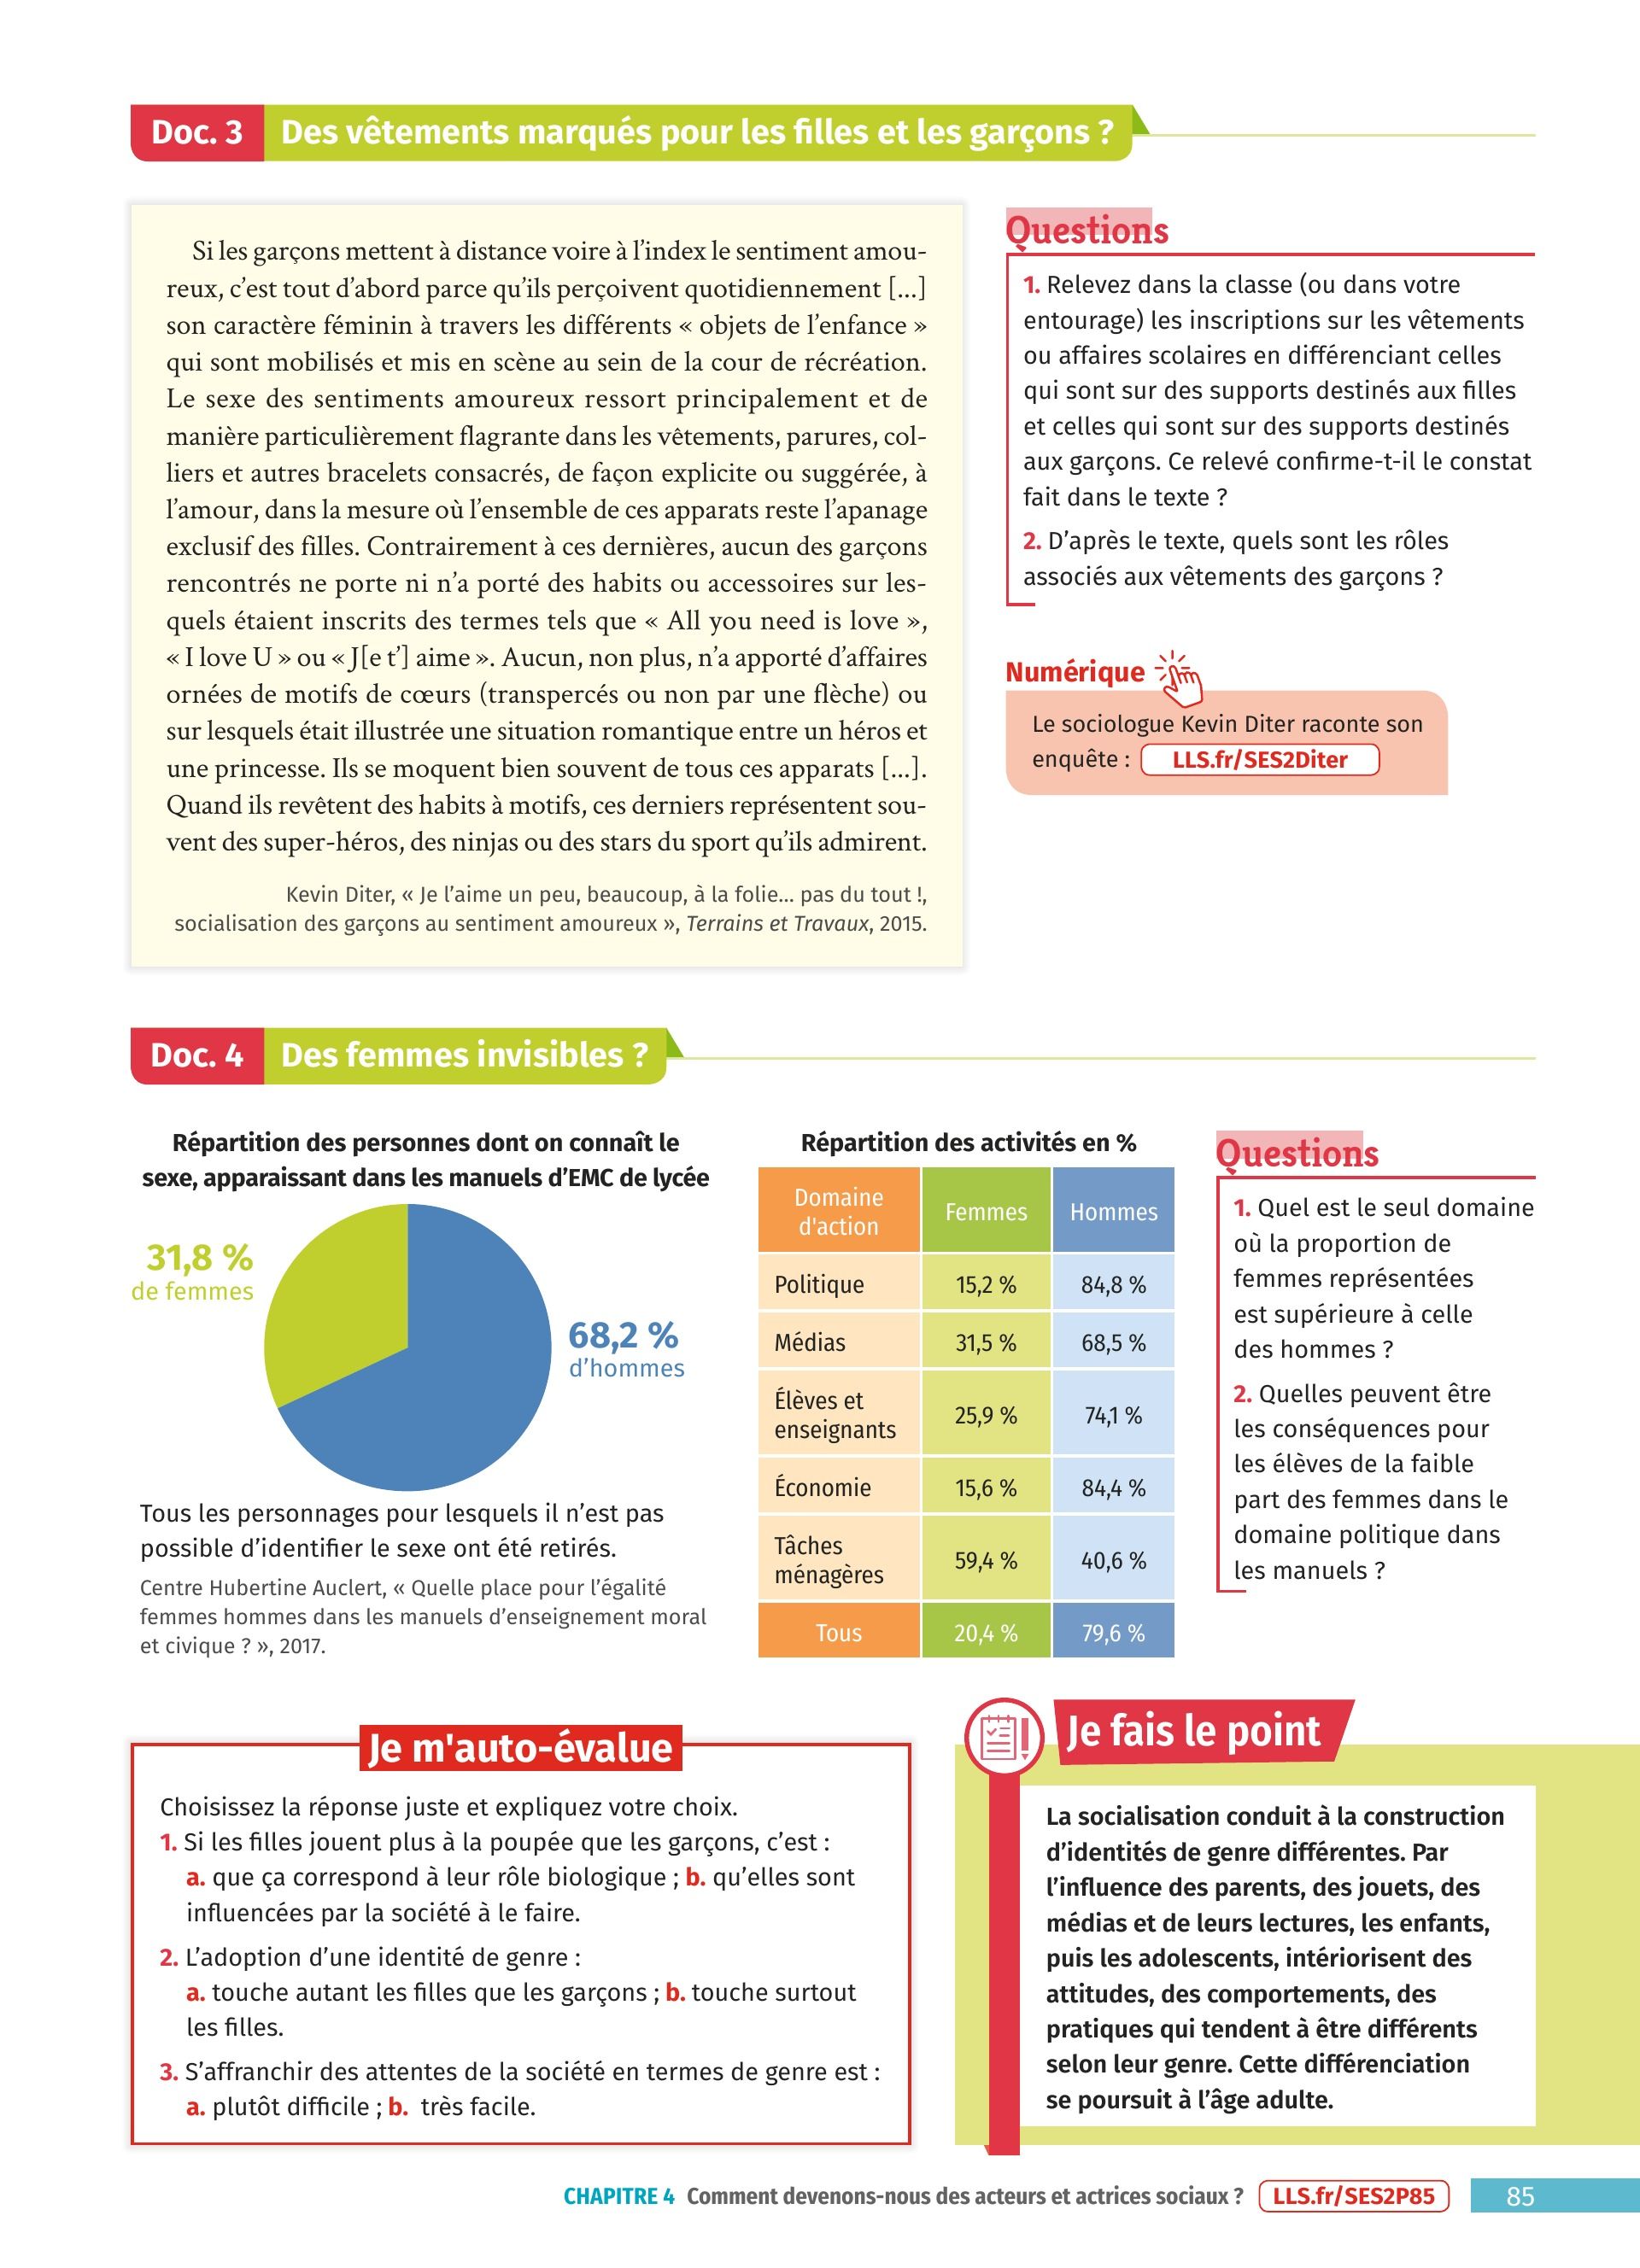 Doc. 3 Des vêtements marqués pour les filles et les garçons ?
Si les garçons mettent à distance voire à l'index le sentiment amou-
reux, c'est tout d'abord parce qu'ils perçoivent quotidiennement [...]
son caractère féminin à travers les différents « objets de l'enfance »
qui sont mobilisés et mis en scène au sein de la cour de récréation.
Le sexe des sentiments amoureux ressort principalement et de
manière particulièrement flagrante dans les vêtements, parures, col-
liers et autres bracelets consacrés, de façon explicite ou suggérée, à
l'amour, dans la mesure où l'ensemble de ces apparats reste l'apanage
exclusif des filles. Contrairement à ces dernières, aucun des garçons
rencontrés ne porte ni n'a porté des habits ou accessoires sur les-
quels étaient inscrits des termes tels que « All you need is love »,
« I love U » ou « J[e t'] aime ». Aucun, non plus, n'a apporté d'affaires
ornées de motifs de cœurs (transpercés ou non par une flèche) ou
sur lesquels était illustrée une situation romantique entre un héros et
une princesse. Ils se moquent bien souvent de tous ces apparats [...].
Quand ils revêtent des habits à motifs, ces derniers représentent sou-
vent des super-héros, des ninjas ou des stars du sport qu'ils admirent.
Kevin Diter, « Je l'aime un peu, beaucoup, à la folie... pas du tout !,
socialisation des garçons au sentiment amoureux », Terrains et Travaux, 2015.
Questions
1. Relevez dans la classe (ou dans votre
entourage) les inscriptions sur les vêtements
ou affaires scolaires en différenciant celles
qui sont sur des supports destinés aux filles
et celles qui sont sur des supports destinés
aux garçons. Ce relevé confirme-t-il le constat
fait dans le texte ?
2. D'après le texte, quels sont les rôles
associés aux vêtements des garçons ?
Numérique
Le sociologue Kevin Diter raconte son
enquête : LLS.fr/SES2Diter
Doc. 4 Des femmes invisibles ?
Répartition des personnes dont on connaît le
sexe, apparaissant dans les manuels d'EMC de lycée
31,8 %
de femmes
68,2 %
d'hommes
Tous les personnages pour lesquels il n'est pas
possible d'identifier le sexe ont été retirés.
Centre Hubertine Auclert, « Quelle place pour l'égalité
femmes hommes dans les manuels d'enseignement moral
et civique ? », 2017.
Répartition des activités en %
Domaine
d'action
Femmes Hommes
Politique 15,2 % 84,8 %
Médias 31,5 % 68,5 %
Élèves et
enseignants
25,9 % 74,1 %
Économie 15,6 % 84,4 %
Tâches
ménagères
59,4 % 40,6 %
Tous 20,4 % 79,6 %
Questions
1. Quel est le seul domaine
où la proportion de
femmes représentées
est supérieure à celle
des hommes ?
2. Quelles peuvent être
les conséquences pour
les élèves de la faible
part des femmes dans le
domaine politique dans
les manuels ?
Je m'auto-évalue
Choisissez la réponse juste et expliquez votre choix.
1. Si les filles jouent plus à la poupée que les garçons, c'est :
a. que ça correspond à leur rôle biologique ; b. qu'elles sont
influencées par la société à le faire.
2. L'adoption d'une identité de genre :
a. touche autant les filles que les garçons ; b. touche surtout
les filles.
3. S'affranchir des attentes de la société en termes de genre est :
a. plutôt difficile ; b. très facile.
Je fais le point
La socialisation conduit à la construction
d'identités de genre différentes. Par
l'influence des parents, des jouets, des
médias et de leurs lectures, les enfants,
puis les adolescents, intériorisent des
attitudes, des comportements, des
pratiques qui tendent à être différents
selon leur genre. Cette différenciation
se poursuit à l'âge adulte.
CHAPITRE 4 Comment devenons-nous des acteurs et actrices sociaux ? LLS.fr/SES2P85 85